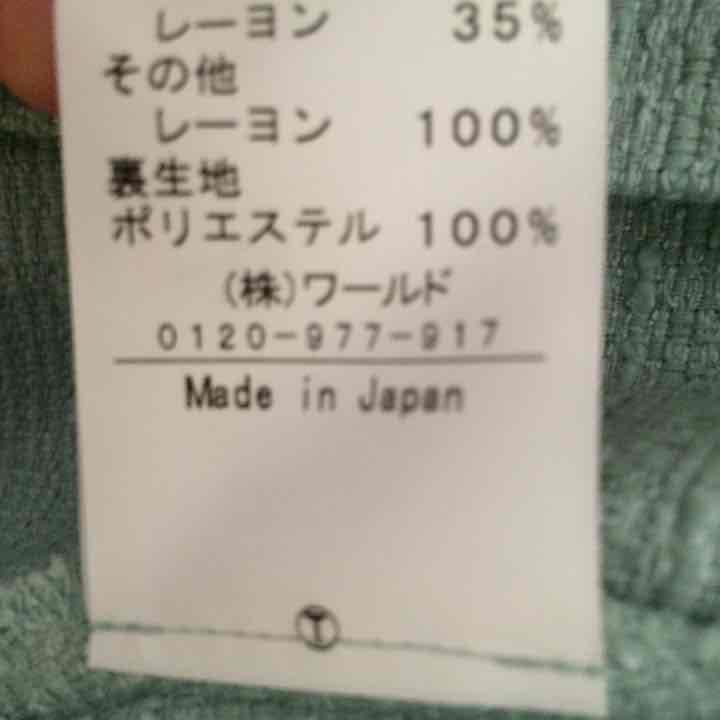 レーヨン 35%
その他
レーヨン 100%
裏生地
ポリエステル 100%
(株)ワールド
0120-977-917
Made in Japan
T